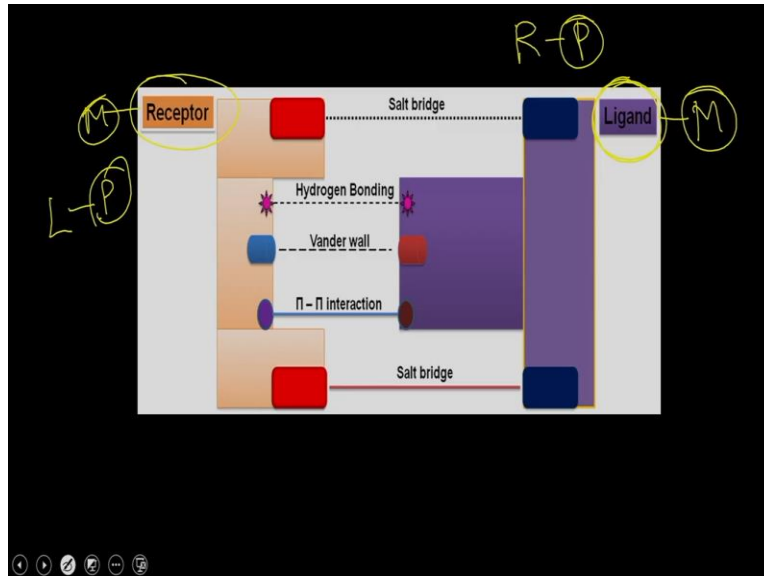 R-P
Salt bridge
M Receptor
Ligand - M
L-P
Hydrogen Bonding
Vander wall
Π – Π interaction
Salt bridge